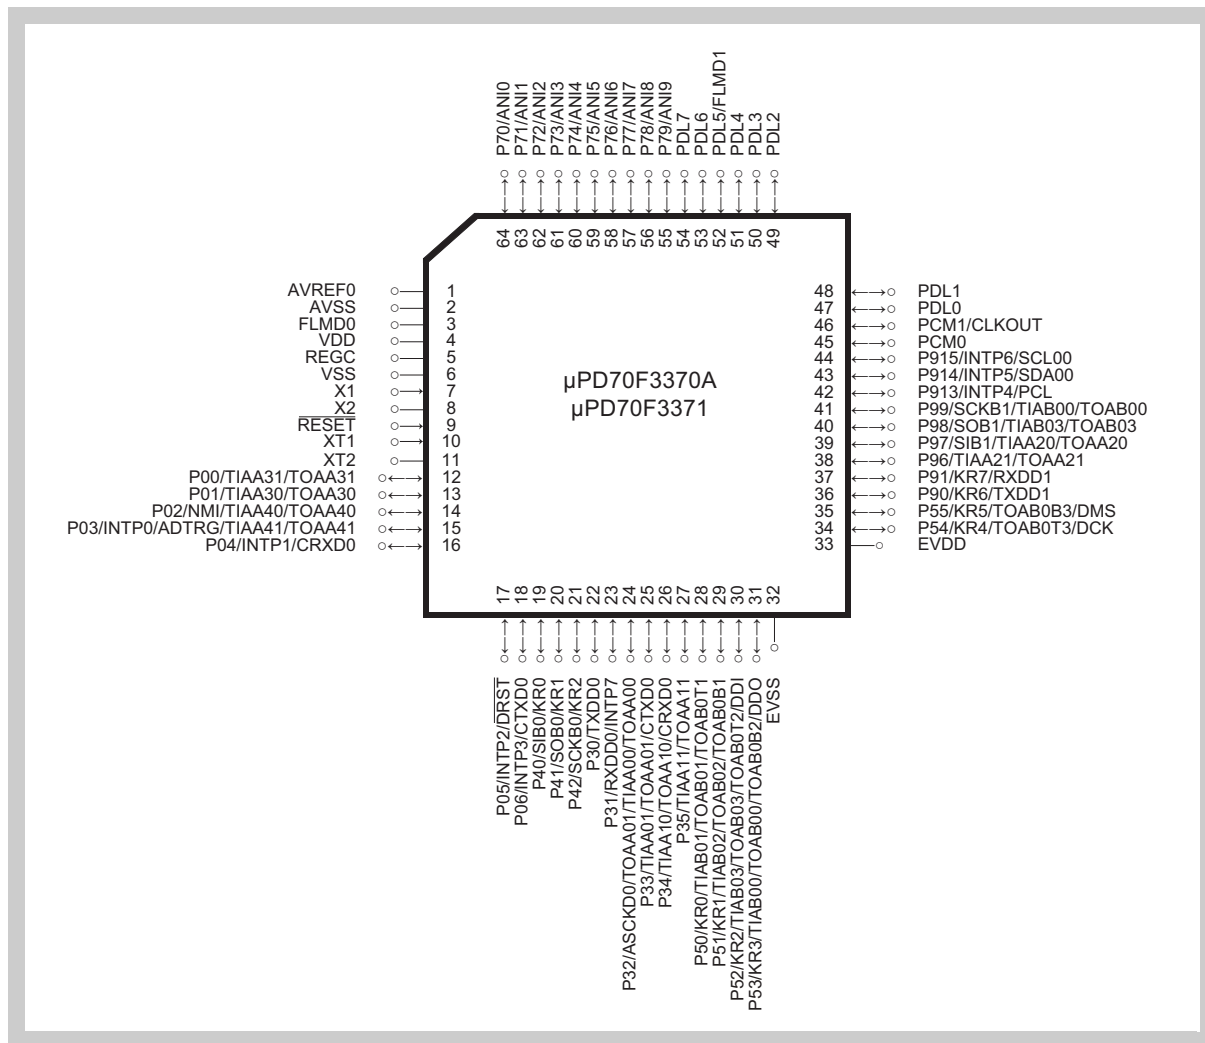 P70/ANI0
P71/ANI1
P72/ANI2
P73/ANI3
P74/ANI4
P75/ANI5
P76/ANI6
P77/ANI7
P78/ANI8
P79/ANI9
PDL7
PDL6
PDL5/FLMD1
PDL4
PDL3
PDL2
64
63
62
61
60
59
58
57
56
55
54
53
52
51
50
49
AVREF0 1
AVSS 2
FLMD0 3
VDD 4
REGC 5
VSS 6
X1 7
X2 8
RESET 9
XT1 10
XT2 11
P00/TIAA31/TOAA31 12
P01/TIAA30/TOAA30 13
P02/NMI/TIAA40/TOAA40 14
P03/INTP0/ADTRG/TIAA41/TOAA41 15
P04/INTP1/CRXD0 16
µPD70F3370A
µPD70F3371
48 PDL1
47 PDL0
46 PCM1/CLKOUT
45 PCM0
44 P915/INTP6/SCL00
43 P914/INTP5/SDA00
42 P913/INTP4/PCL
41 P99/SCKB1/TIAB00/TOAB00
40 P98/SOB1/TIAB03/TOAB03
39 P97/SIB1/TIAA20/TOAA20
38 P96/TIAA21/TOAA21
37 P91/KR7/RXDD1
36 P90/KR6/TXDD1
35 P55/KR5/TOAB0B3/DMS
34 P54/KR4/TOAB0T3/DCK
33 EVDD
17
18
19
20
21
22
23
24
25
26
27
28
29
30
31
32
P05/INTP2/DRST
P06/INTP3/CTXD0
P40/SIB0/KR0
P41/SOB0/KR1
P42/SCKB0/KR2
P30/TXDD0
P31/RXDD0/INTP7
P32/ASCKD0/TOAA01/TIAA00/TOAA00
P33/TIAA01/TOAA01/CTXD0
P34/TIAA10/TOAA10/CRXD0
P35/TIAA11/TOAA11
P50/KR0/TIAB01/TOAB01/TOAB0T1
P51/KR1/TIAB02/TOAB02/TOAB0B1
P52/KR2/TIAB03/TOAB03/TOAB0T2/DDI
P53/KR3/TIAB00/TOAB00/TOAB0B2/DDO
EVSS